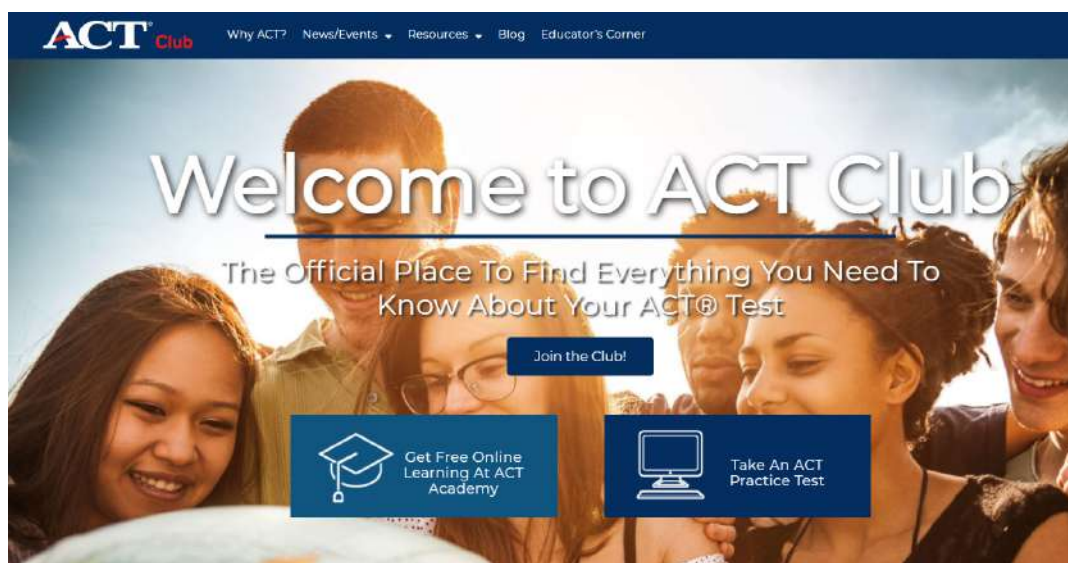 ACT® Club Why ACT? News/Events Resources Blog Educator's Corner
Welcome to ACT Club
The Official Place To Find Everything You Need To
Know About Your ACT® Test
Join the Club!
Get Free Online
Learning At ACT
Academy
Take An ACT
Practice Test